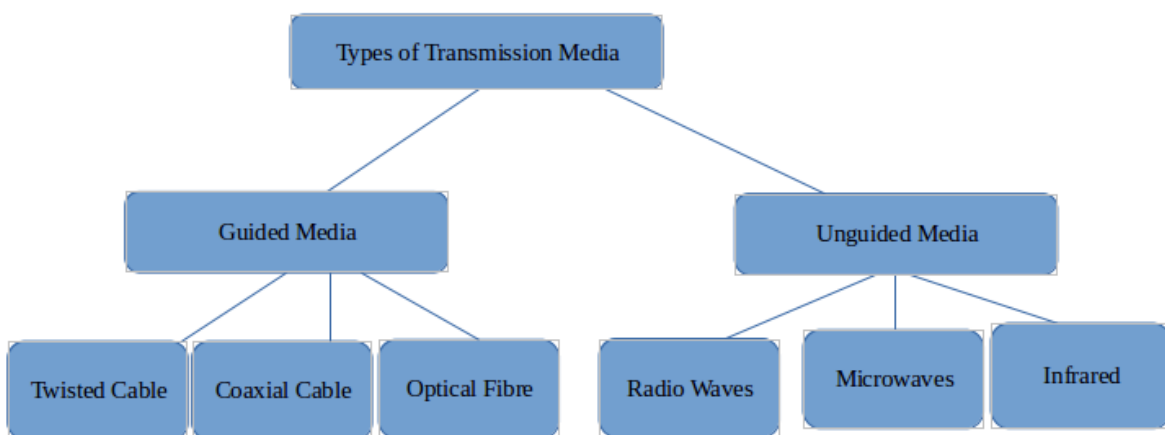 Types of Transmission Media
Guided Media
Unguided Media
Twisted Cable
Coaxial Cable
Optical Fibre
Radio Waves
Microwaves
Infrared